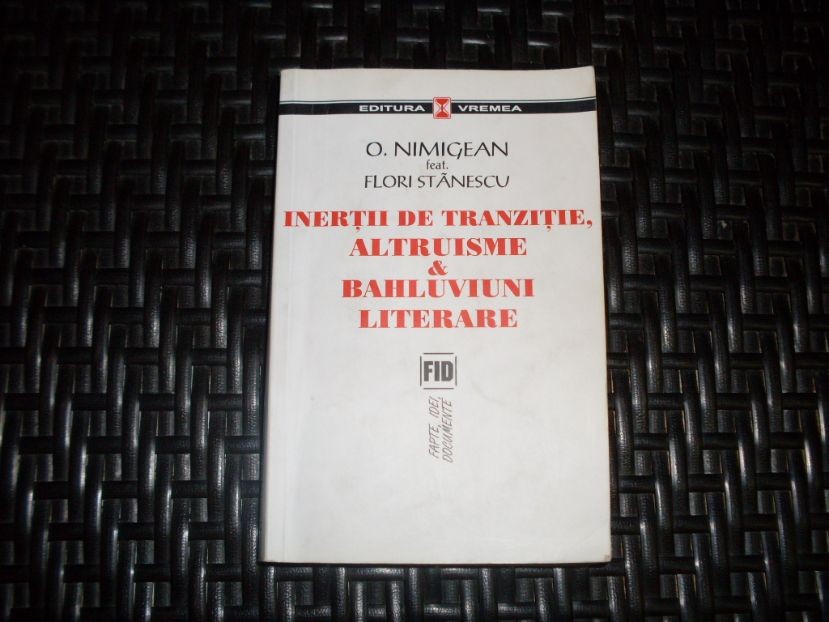 EDITURA VREMEA
O. NIMIGEAN
feat.
FLORI STĂNESCU
INERȚII DE TRANZIȚIE,
ALTRUISME
&
BAHLUVIUNI
LITERARE
FID
FAPTE, IDEI,
DOCUMENTE